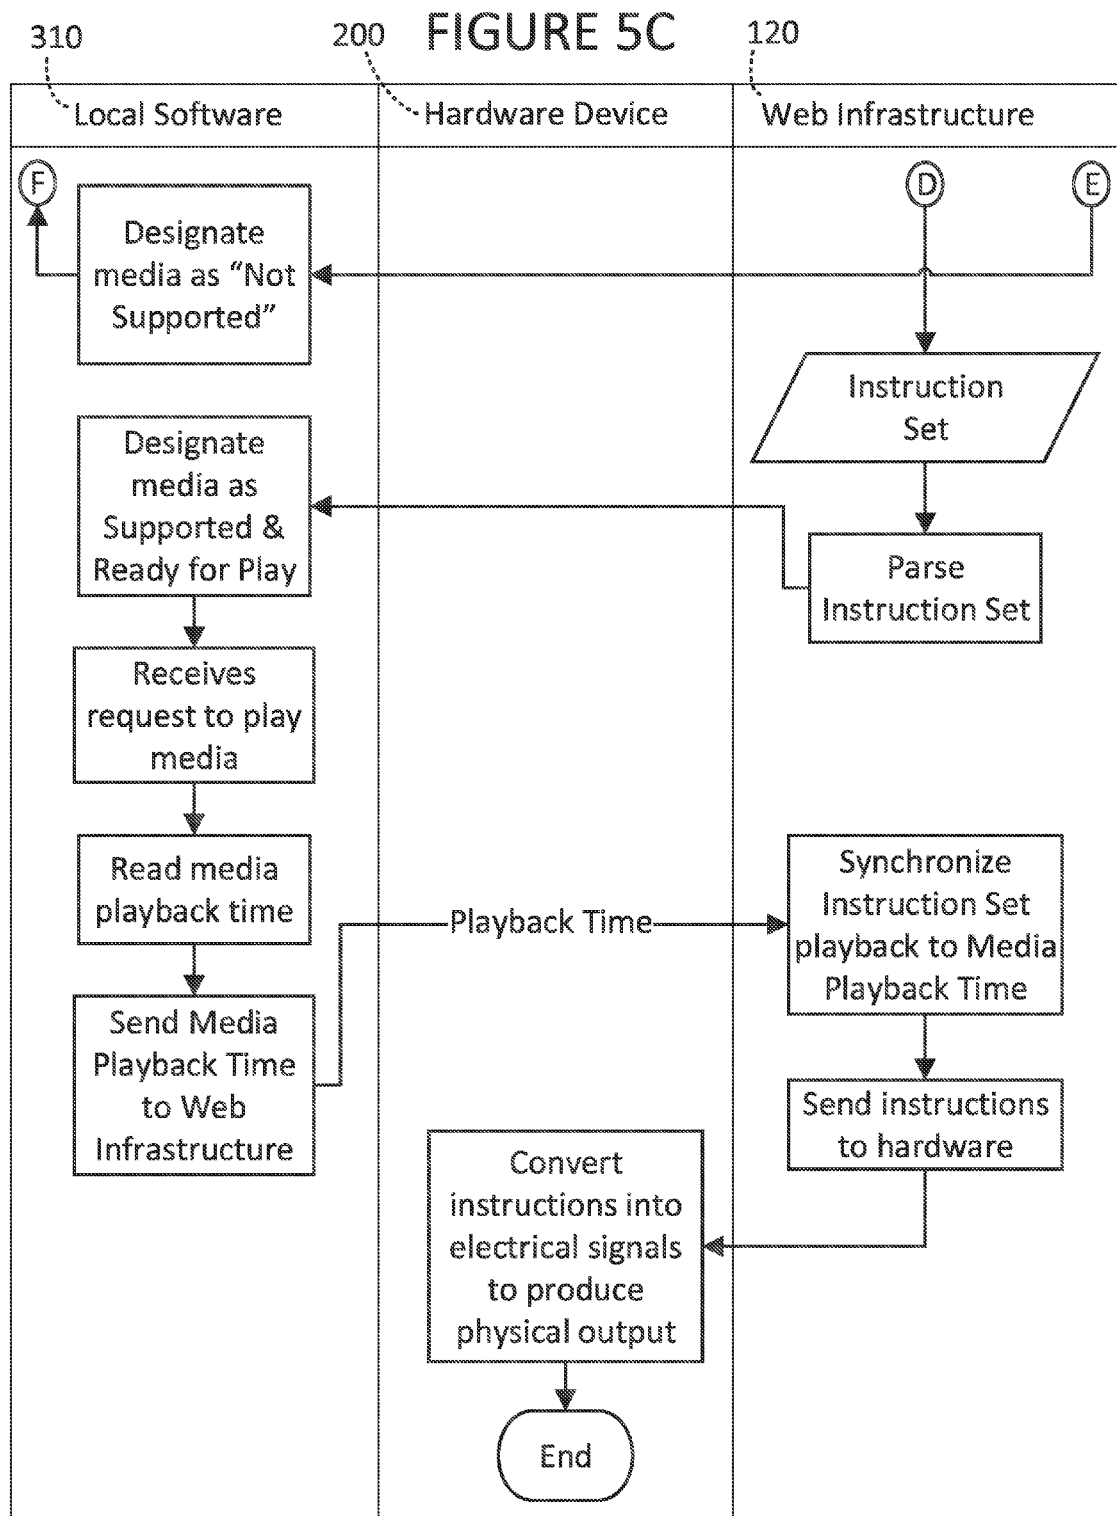 FIGURE 5C
310
200
120
Local Software
Hardware Device
Web Infrastructure
F
D
E
Designate
media as “Not
Supported”
Instruction
Set
Designate
media as
Supported &
Ready for Play
Parse
Instruction Set
Receives
request to play
media
Read media
playback time
Playback Time
Synchronize
Instruction Set
playback to Media
Playback Time
Send Media
Playback Time
to Web
Infrastructure
Send instructions
to hardware
Convert
instructions into
electrical signals
to produce
physical output
End